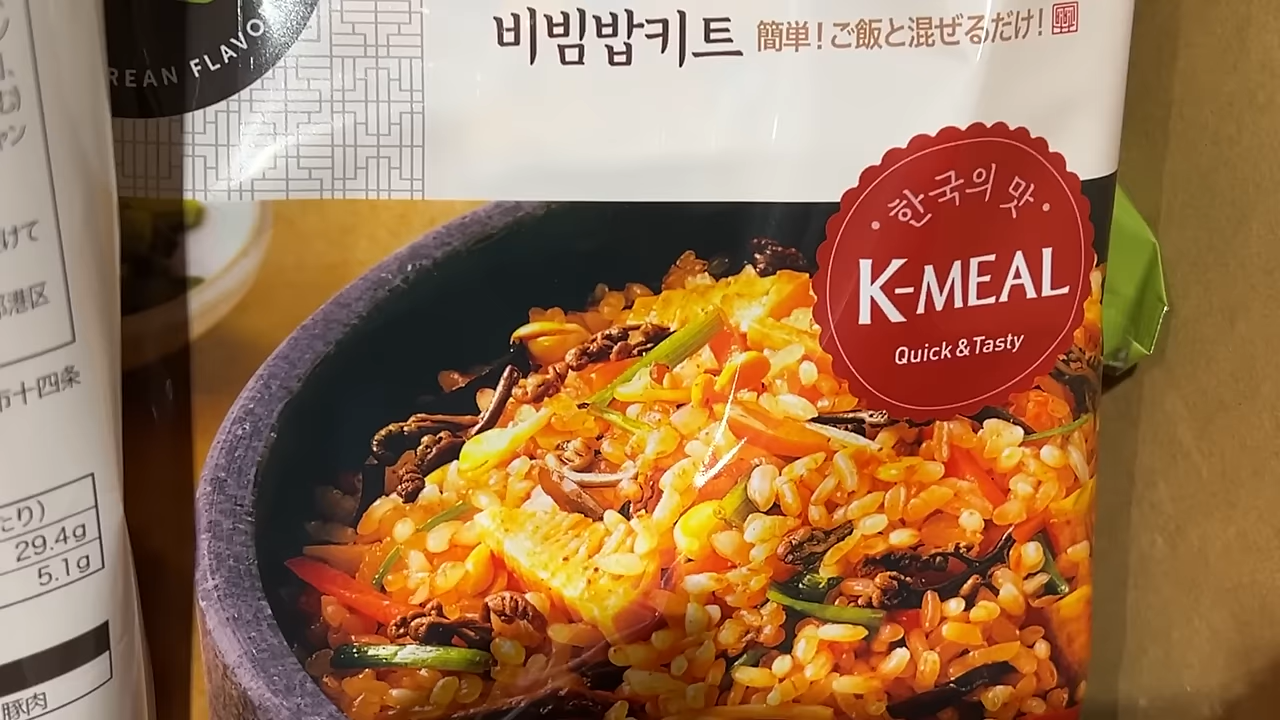 비빔밥키트 簡単!ご飯と混ぜるだけ!
REAN FLAVO
한국의 맛
K-MEAL
Quick & Tasty
けて
港区
市十四条
たり)
29.4g
5.1g
豚肉